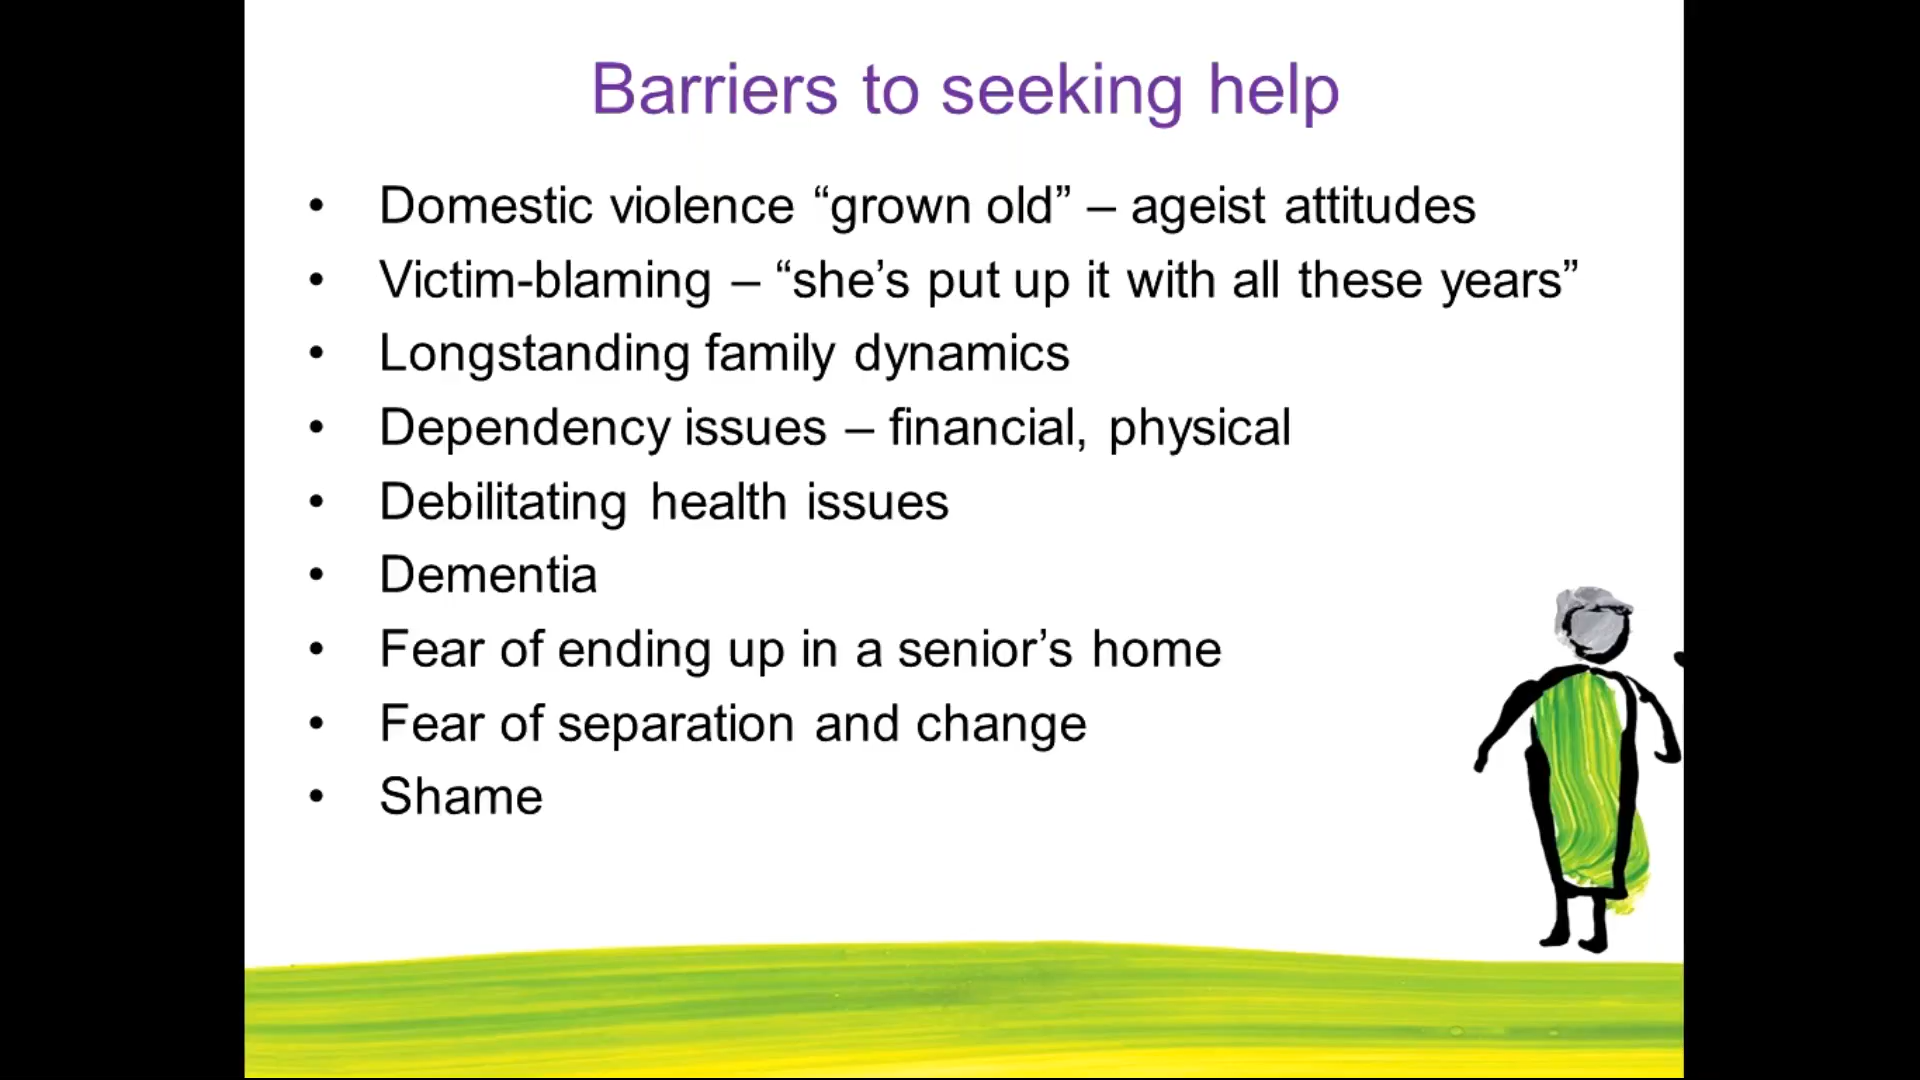 Barriers to seeking help
• Domestic violence “grown old” – ageist attitudes
• Victim-blaming – “she’s put up it with all these years”
• Longstanding family dynamics
• Dependency issues – financial, physical
• Debilitating health issues
• Dementia
• Fear of ending up in a senior’s home
• Fear of separation and change
• Shame